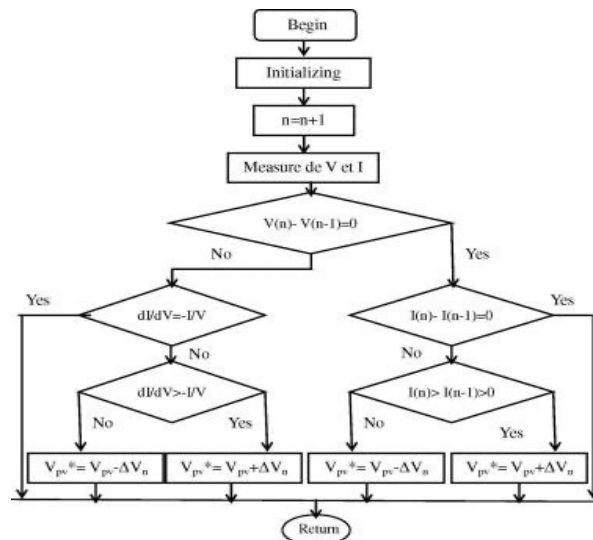 Begin
Initializing
n=n+1
Measure de V et I
V(n)- V(n-1)=0
No
Yes
Yes
dI/dV=-I/V
I(n)- I(n-1)=0
Yes
No
No
dI/dV>-I/V
I(n)> I(n-1)>0
No
Yes
No
Yes
Vpv*= Vpv-ΔVn
Vpv*= Vpv+ΔVn
Vpv*= Vpv-ΔVn
Vpv*= Vpv+ΔVn
Return